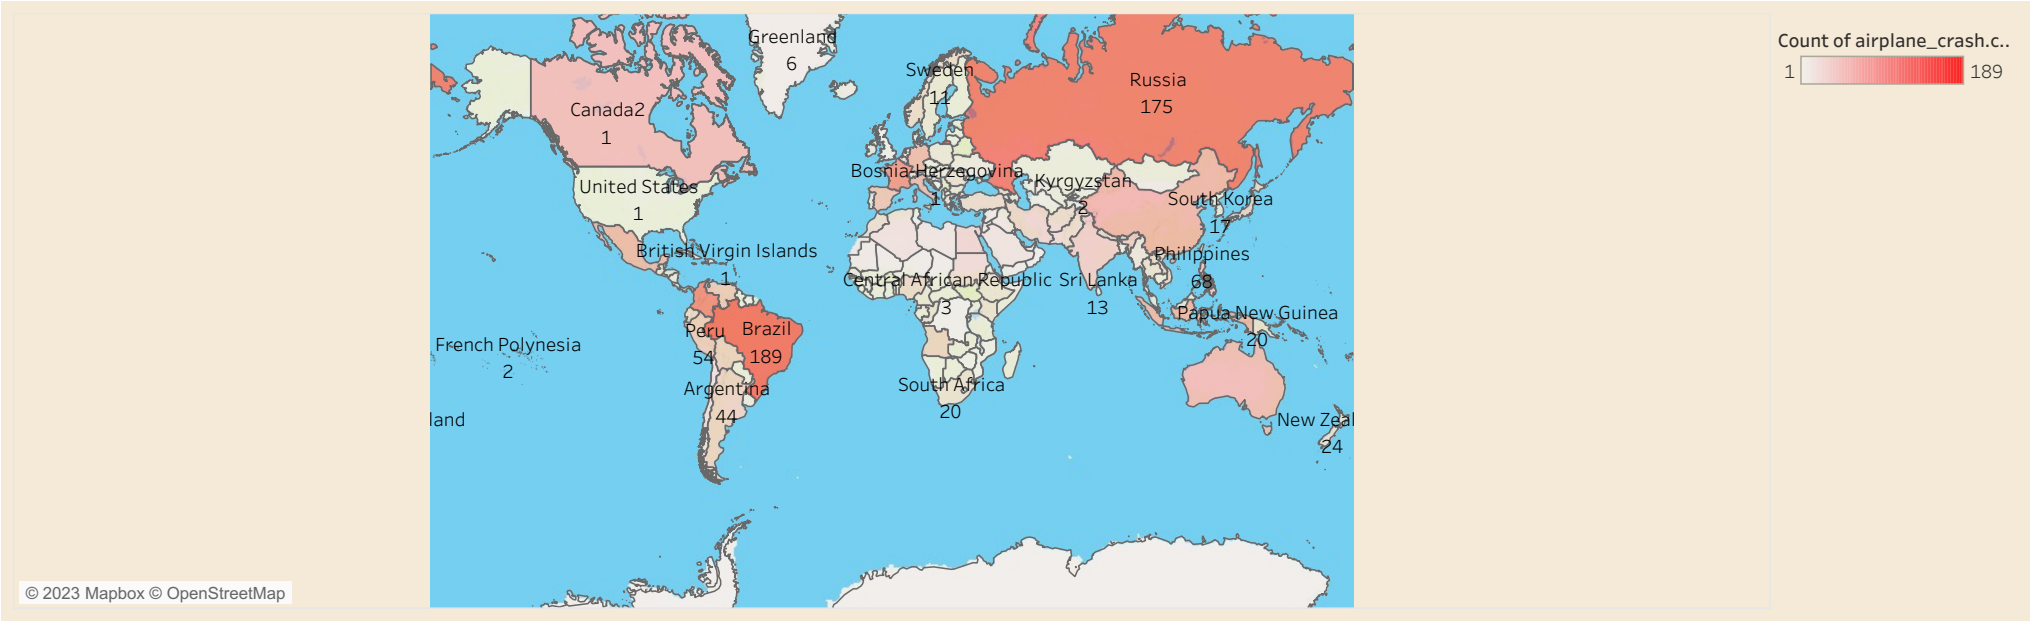 Greenland
6
Sweden
11
Russia
175
Canada2
1
Bosnia-Herzegovina
1
Kyrgyzstan
2
United States
1
South Korea
17
British Virgin Islands
1
Philippines
68
Central African Republic
3
Sri Lanka
13
Papua New Guinea
20
Peru
54
Brazil
189
French Polynesia
2
Argentina
44
South Africa
20
land
New Zeal
24
Count of airplane_crash.c..
1 189
© 2023 Mapbox © OpenStreetMap